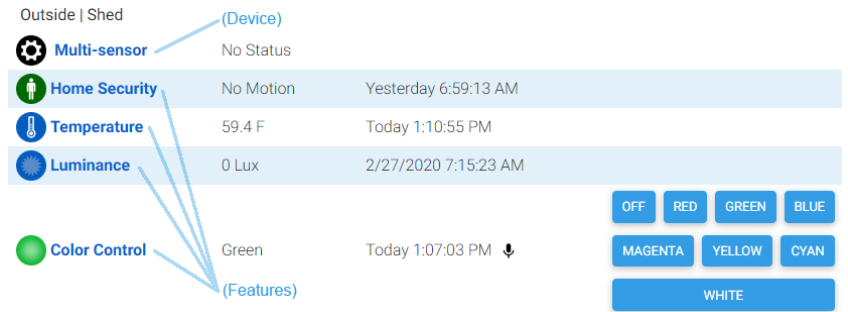 Outside | Shed
(Device)
Multi-sensor No Status
Home Security No Motion Yesterday 6:59:13 AM
Temperature 59.4 F Today 1:10:55 PM
Luminance 0 Lux 2/27/2020 7:15:23 AM
OFF RED GREEN BLUE
Color Control Green Today 1:07:03 PM MAGENTA YELLOW CYAN
(Features)
WHITE